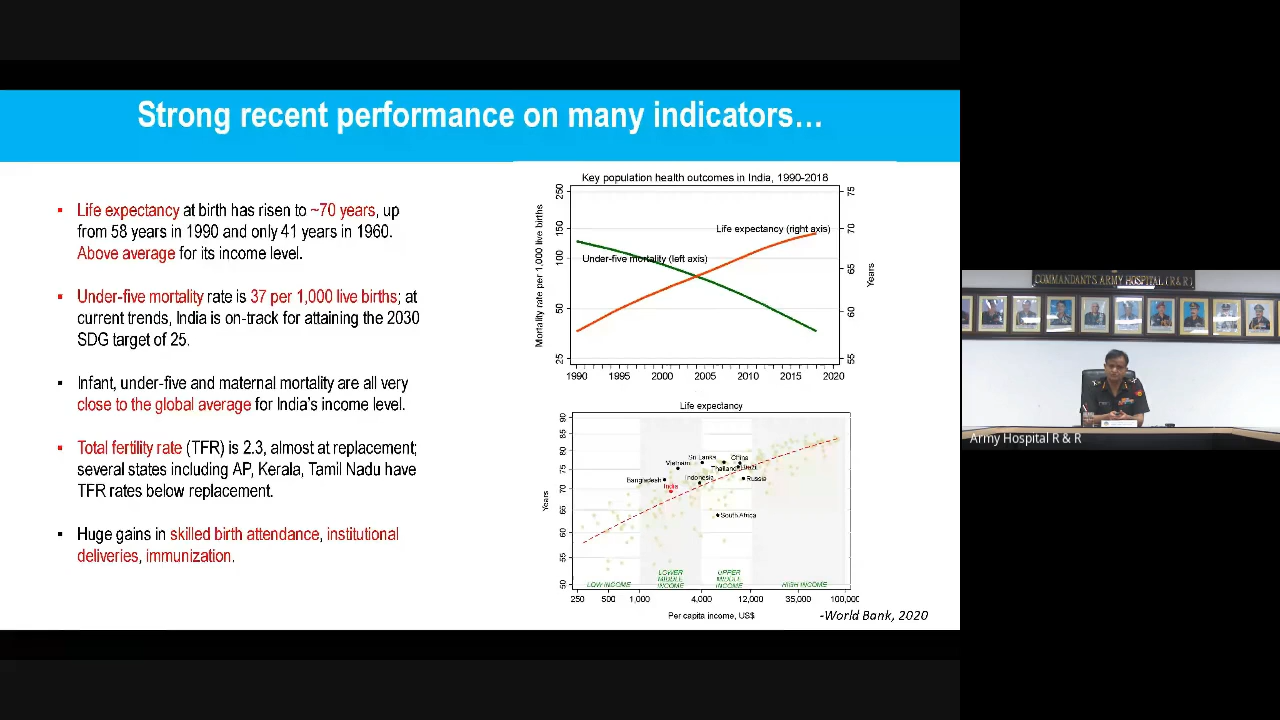 Strong recent performance on many indicators…
▪ Life expectancy at birth has risen to ~70 years, up
from 58 years in 1990 and only 41 years in 1960.
Above average for its income level.
▪ Under-five mortality rate is 37 per 1,000 live births; at
current trends, India is on-track for attaining the 2030
SDG target of 25.
▪ Infant, under-five and maternal mortality are all very
close to the global average for India's income level.
▪ Total fertility rate (TFR) is 2.3, almost at replacement;
several states including AP, Kerala, Tamil Nadu have
TFR rates below replacement.
▪ Huge gains in skilled birth attendance, institutional
deliveries, immunization.
Key population health outcomes in India, 1990-2018
Mortality rate per 1,000 live births
250
150
100
50
25
Life expectancy (right axis)
Under-five mortality (left axis)
75
70
65
60
55
Years
1990 1995 2000 2005 2010 2015 2020
Life expectancy
Years
90
85
80
75
70
65
60
55
50
Sri Lanka
China
Vietnam
Thailand
Brazil
Bangladesh
Indonesia
Russia
India
South Africa
LOW INCOME
LOWER
MIDDLE
INCOME
UPPER
MIDDLE
INCOME
HIGH INCOME
250 500 1,000 4,000 12,000 35,000 100,000
Per capita income, US$
-World Bank, 2020
COMMANDANTS ARMY HOSPITAL (R & R)
Army Hospital R & R